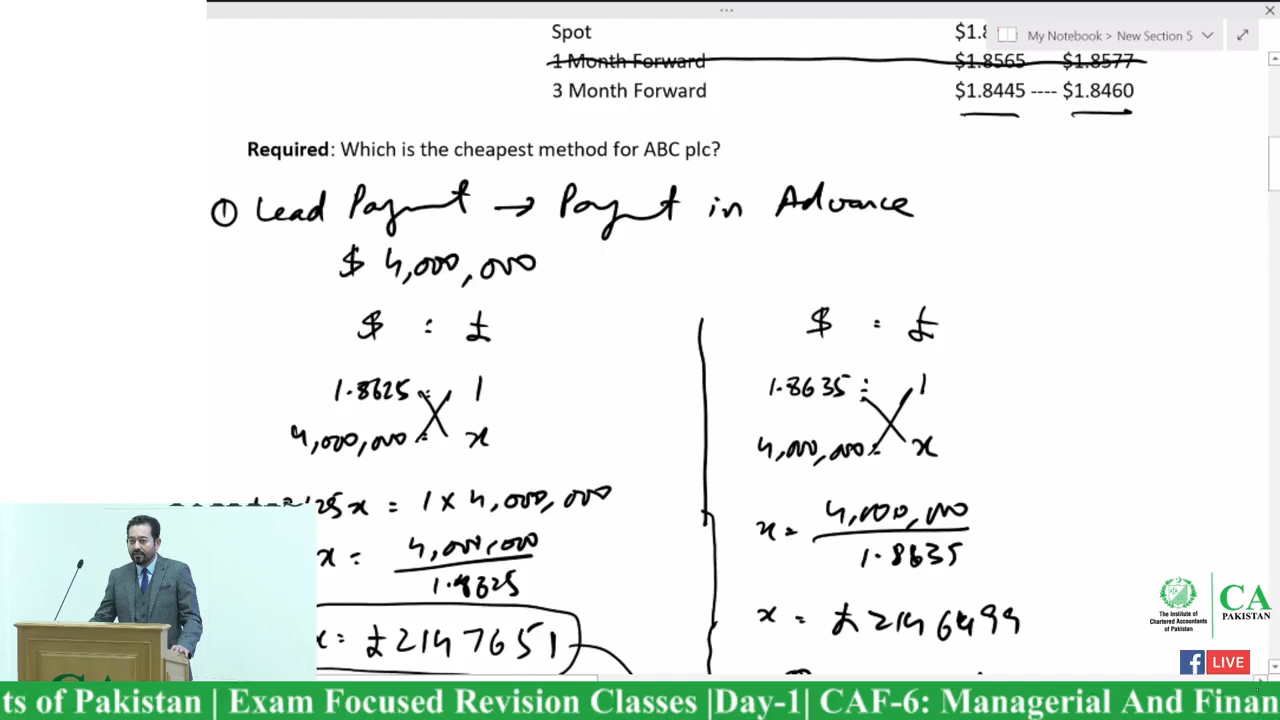 Spot $1.8
My Notebook > New Section 5
1 Month Forward $1.8565 ---- $1.8577
3 Month Forward $1.8445 ---- $1.8460
Required: Which is the cheapest method for ABC plc?
① Lead Payment → Payment in Advance
$ 4,000,000
$ : £
1.8625 : 1
4,000,000 : x
25x = 1 x 4,000,000
x = 4,000,000
1.8625
x = £2147651
$ : £
1.8635 : 1
4,000,000 : x
x = 4,000,000
1.8635
x = £2146499
The Institute of
Chartered Accountants
of Pakistan
CA
PAKISTAN
f LIVE
CA
ts of Pakistan | Exam Focused Revision Classes |Day-1| CAF-6: Managerial And Finan